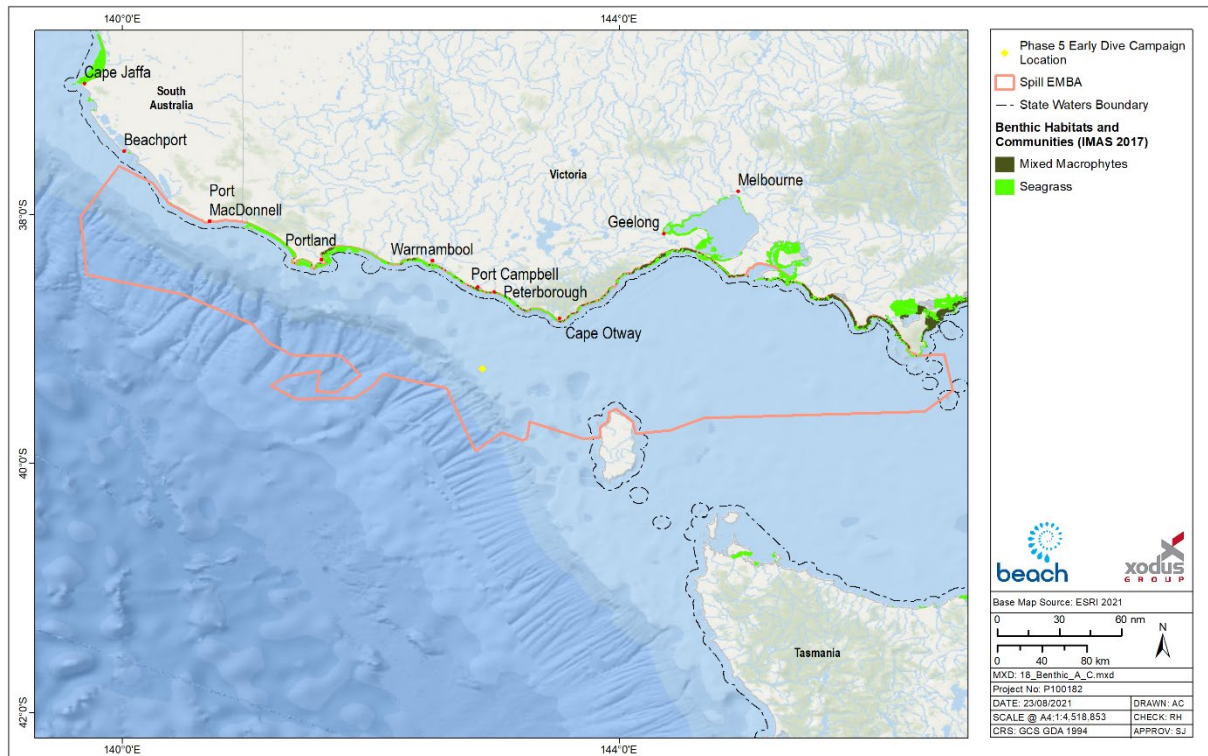 140°0'E
144°0'E
Cape Jaffa
South
Australia
Beachport
Victoria
Melbourne
Port
MacDonnell
Geelong
38°S
38°S
Portland
Warrnambool
Port Campbell
Peterborough
Cape Otway
40°S
40°S
Tasmania
42°S
42°S
140°0'E
144°0'E
Phase 5 Early Dive Campaign
Location
Spill EMBA
State Waters Boundary
Benthic Habitats and
Communities (IMAS 2017)
Mixed Macrophytes
Seagrass
beach
xodus
GROUP
Base Map Source: ESRI 2021
0 30 60 nm
N
0 40 80 km
MXD: 18_Benthic_A_C.mxd
Project No: P100182
DATE: 23/08/2021 DRAWN: AC
SCALE @ A4:1:4,518,853 CHECK: RH
CRS: GCS GDA 1994 APPROV: SJ